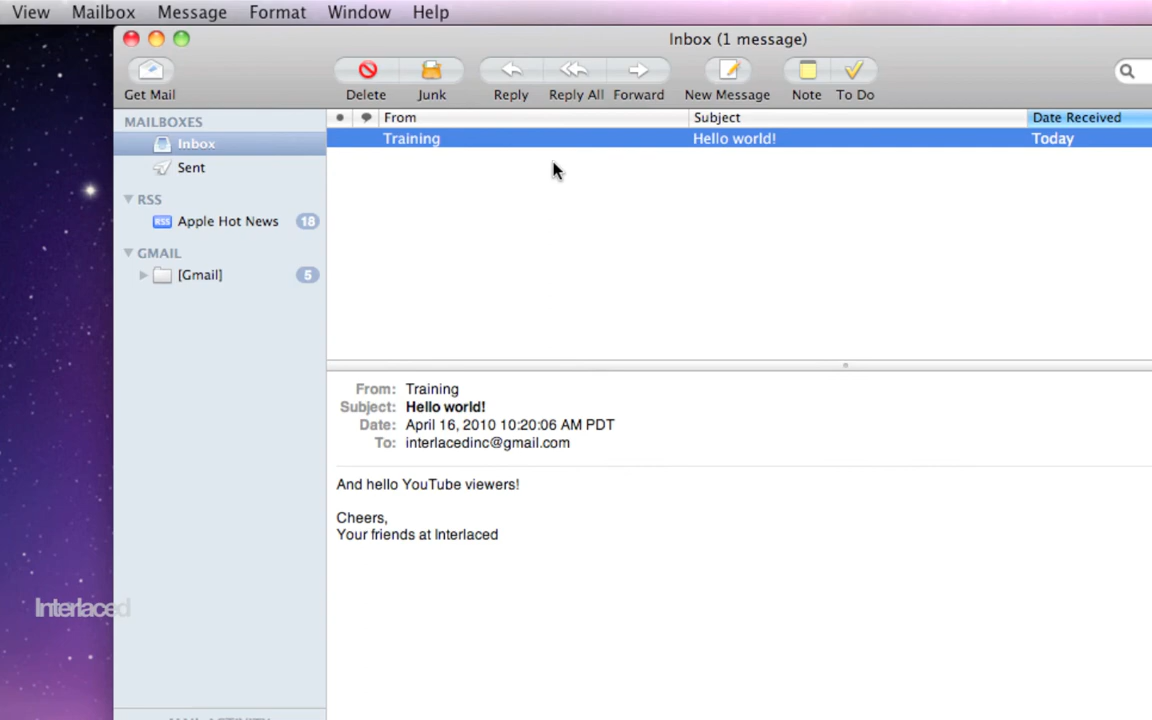 View Mailbox Message Format Window Help
Inbox (1 message)
Get Mail Delete Junk Reply Reply All Forward New Message Note To Do
MAILBOXES
From Subject Date Received
Inbox
Training Hello world! Today
Sent
RSS
RSS Apple Hot News 18
GMAIL
[Gmail] 5
From: Training
Subject: Hello world!
Date: April 16, 2010 10:20:06 AM PDT
To: interlacedinc@gmail.com
And hello YouTube viewers!
Cheers,
Your friends at Interlaced
Interlaced
MAIL ACTIVITY